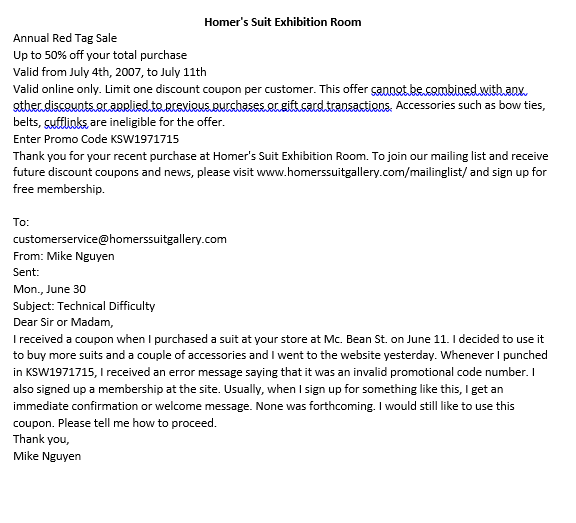 Homer's Suit Exhibition Room
Annual Red Tag Sale
Up to 50% off your total purchase
Valid from July 4th, 2007, to July 11th
Valid online only. Limit one discount coupon per customer. This offer cannot be combined with any
other discounts or applied to previous purchases or gift card transactions. Accessories such as bow ties,
belts, cufflinks are ineligible for the offer.
Enter Promo Code KSW1971715
Thank you for your recent purchase at Homer's Suit Exhibition Room. To join our mailing list and receive
future discount coupons and news, please visit www.homerssuitgallery.com/mailinglist/ and sign up for
free membership.
To:
customerservice@homerssuitgallery.com
From: Mike Nguyen
Sent:
Mon., June 30
Subject: Technical Difficulty
Dear Sir or Madam,
I received a coupon when I purchased a suit at your store at Mc. Bean St. on June 11. I decided to use it
to buy more suits and a couple of accessories and I went to the website yesterday. Whenever I punched
in KSW1971715, I received an error message saying that it was an invalid promotional code number. I
also signed up a membership at the site. Usually, when I sign up for something like this, I get an
immediate confirmation or welcome message. None was forthcoming. I would still like to use this
coupon. Please tell me how to proceed.
Thank you,
Mike Nguyen